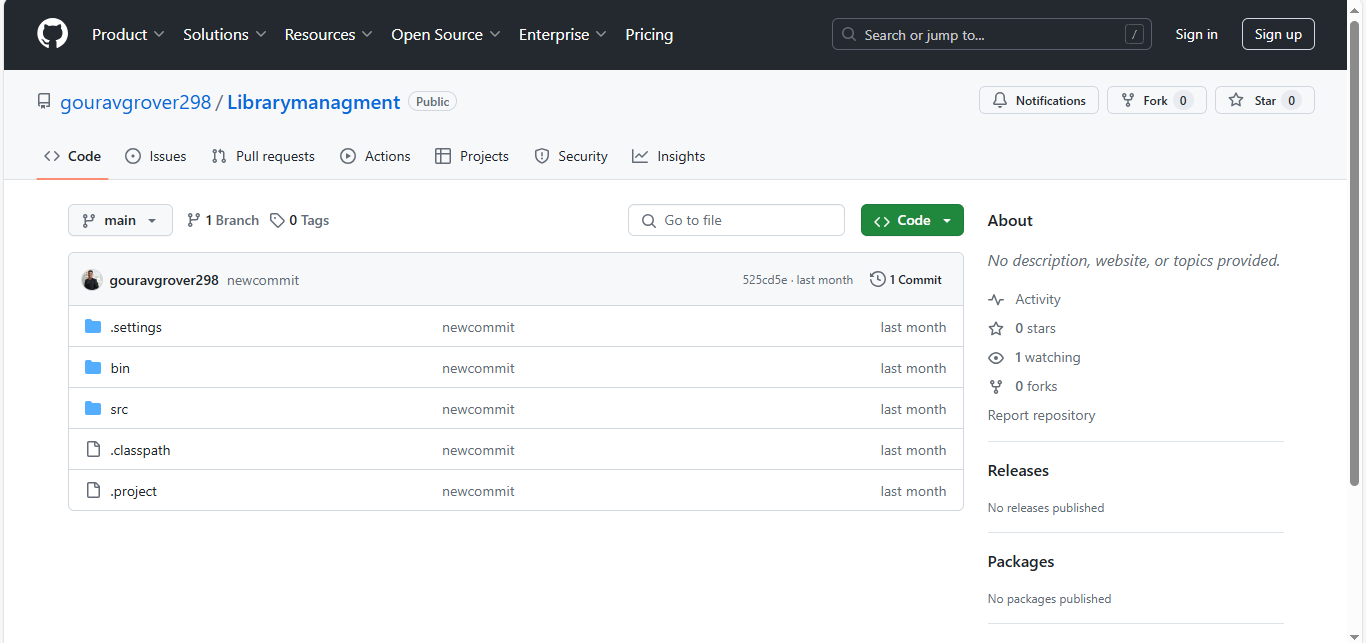 Product Solutions Resources Open Source Enterprise Pricing Search or jump to... / Sign in Sign up
gouravgrover298 / Librarymanagment Public Notifications Fork 0 Star 0
Code Issues Pull requests Actions Projects Security Insights
main 1 Branch 0 Tags Go to file Code
gouravgrover298 newcommit 525cd5e · last month 1 Commit
.settings newcommit last month
bin newcommit last month
src newcommit last month
.classpath newcommit last month
.project newcommit last month
About
No description, website, or topics provided.
Activity
0 stars
1 watching
0 forks
Report repository
Releases
No releases published
Packages
No packages published